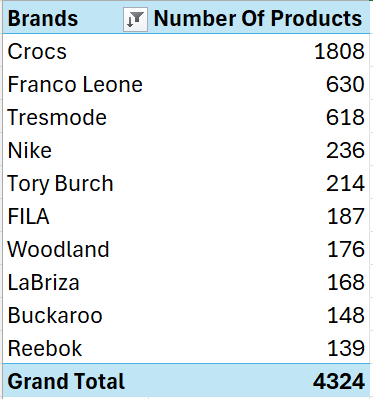 Brands Number Of Products
Crocs 1808
Franco Leone 630
Tresmode 618
Nike 236
Tory Burch 214
FILA 187
Woodland 176
LaBriza 168
Buckaroo 148
Reebok 139
Grand Total 4324